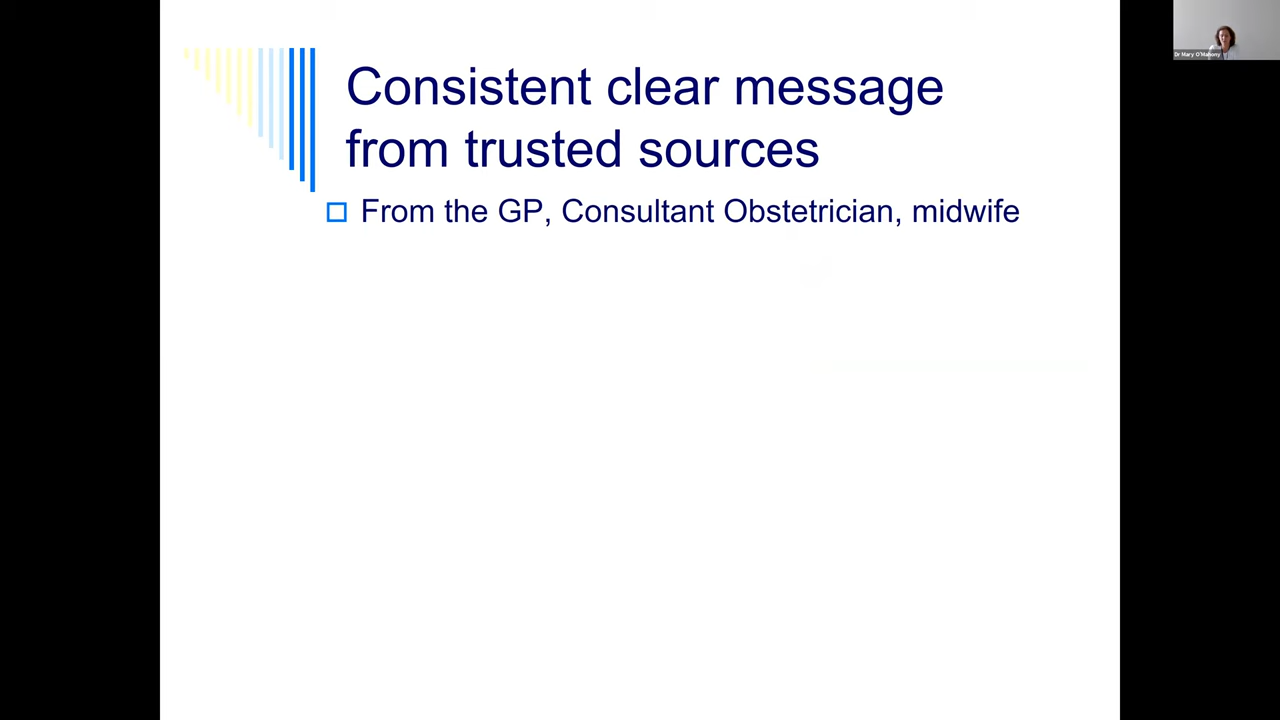 Consistent clear message
from trusted sources
From the GP, Consultant Obstetrician, midwife
Dr Mary O'Mahony